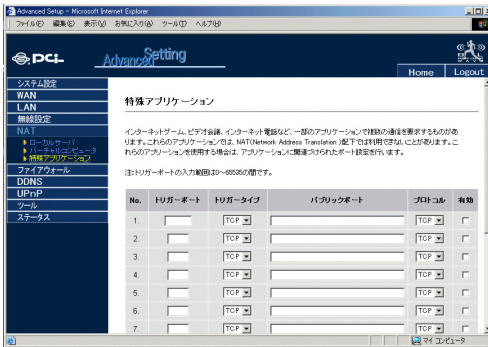 Advanced Setup - Microsoft Internet Explorer
ファイル(F) 編集(E) 表示(V) お気に入り(A) ツール(T) ヘルプ(H)
PCi
Advanced Setting
Home Logout
システム設定
WAN
LAN
無線設定
NAT
ローカルサーバ
バーチャルコンピュータ
特殊アプリケーション
ファイアウォール
DDNS
UPnP
ツール
ステータス
特殊アプリケーション
インターネットゲーム、ビデオ会議、インターネット電話など、一部のアプリケーションで複数の通信を要求するものがあ
ります。これらのアプリケーションでは、NAT(Network Address Translation )配下では利用できないことがあります。こ
れらのアプリーションを使用する場合は、アプリケーションに関連づけられたポート設定を行います。
注:トリガーポートの入力範囲は0~65535の間です。
No. トリガーポート トリガータイプ パブリックポート プロトコル 有効
1. TCP TCP
2. TCP TCP
3. TCP TCP
4. TCP TCP
5. TCP TCP
6. TCP TCP
7. TCP TCP
マイ コンピュータ